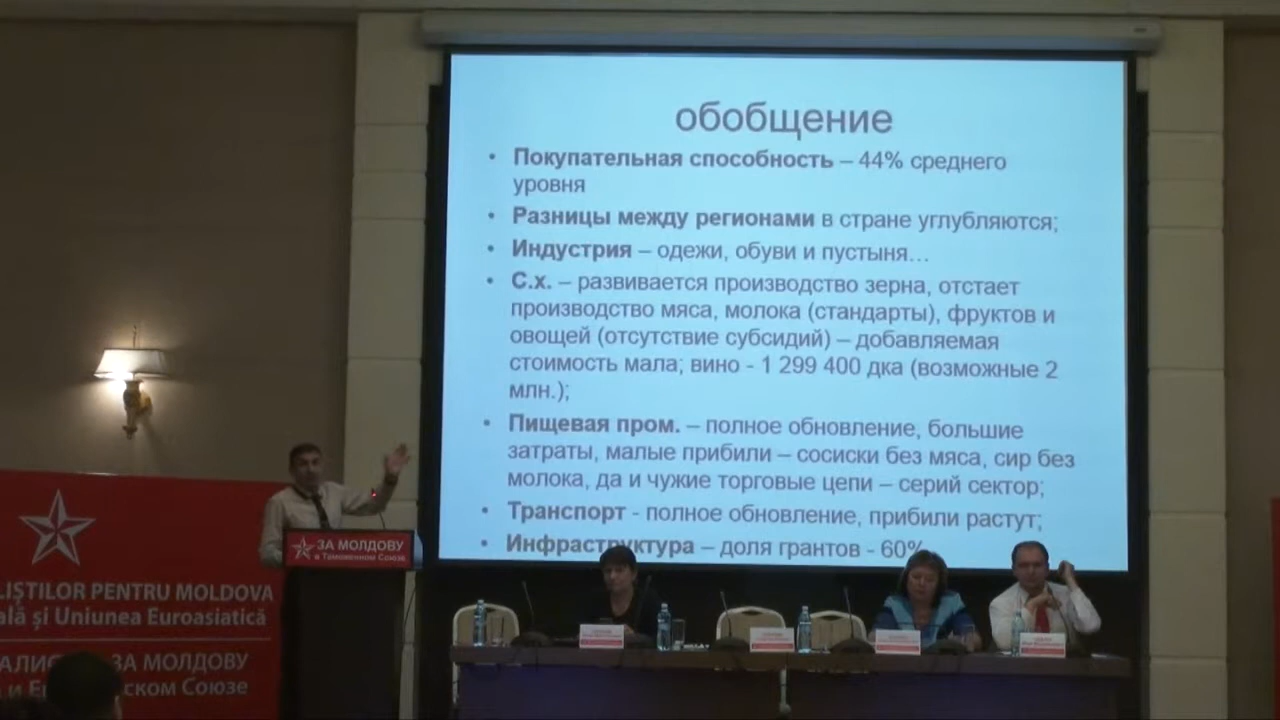 обобщение
• Покупательная способность – 44% среднего
уровня
• Разницы между регионами в стране углубляются;
• Индустрия – одежи, обуви и пустыня...
• С.х. – развивается производство зерна, отстает
производство мяса, молока (стандарты), фруктов и
овощей (отсутствие субсидий) – добавляемая
стоимость мала; вино - 1 299 400 дка (возможные 2
млн.);
• Пищевая пром. – полное обновление, большие
затраты, малые прибили – сосиски без мяса, сир без
молока, да и чужие торговые цепи – серий сектор;
• Транспорт - полное обновление, прибили растут;
• Инфраструктура – доля грантов - 60%
ЗА МОЛДОВУ
в Таможенном Союзе
LIȘTILOR PENTRU MOLDOVA
ală și Uniunea Euroasiatică
АЛИС ЗА МОЛДОВУ
и Е ском Союзе